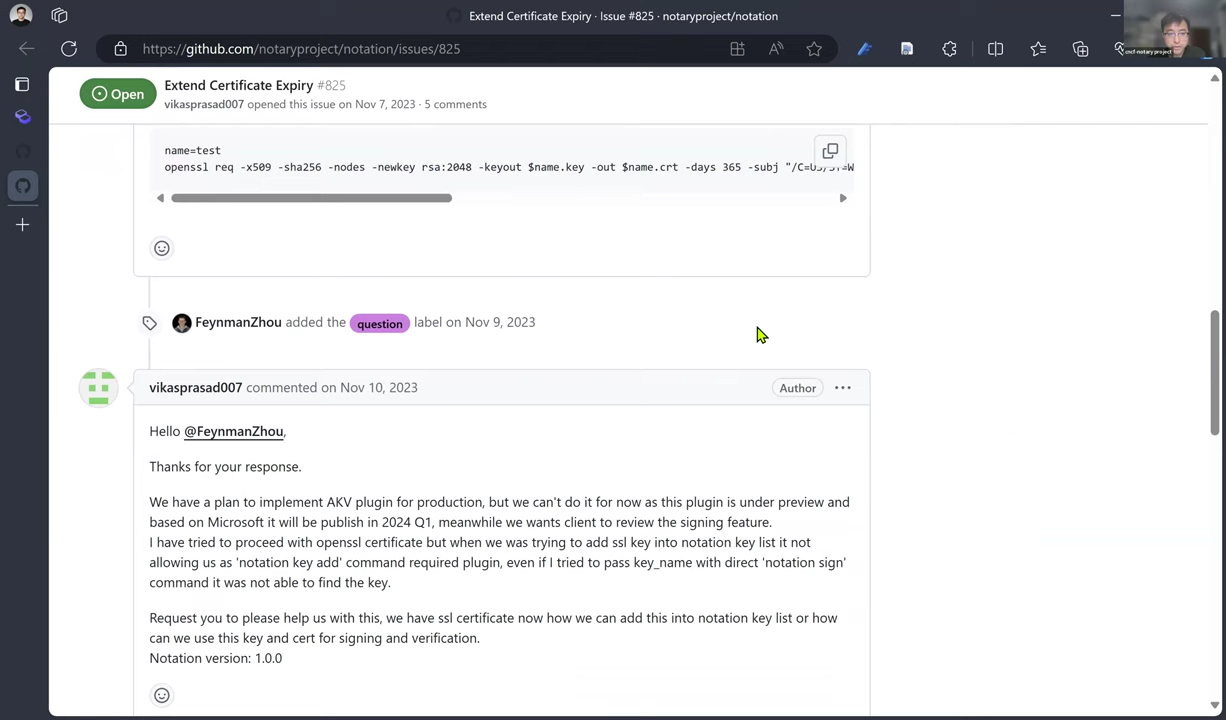 Extend Certificate Expiry · Issue #825 · notaryproject/notation
https://github.com/notaryproject/notation/issues/825
cncf-notary project
Open
Extend Certificate Expiry #825
vikasprasad007 opened this issue on Nov 7, 2023 · 5 comments
name=test
openssl req -x509 -sha256 -nodes -newkey rsa:2048 -keyout $name.key -out $name.crt -days 365 -subj "/C=US/ST=W
FeynmanZhou added the question label on Nov 9, 2023
vikasprasad007 commented on Nov 10, 2023
Author
Hello @FeynmanZhou,
Thanks for your response.
We have a plan to implement AKV plugin for production, but we can't do it for now as this plugin is under preview and
based on Microsoft it will be publish in 2024 Q1, meanwhile we wants client to review the signing feature.
I have tried to proceed with openssl certificate but when we was trying to add ssl key into notation key list it not
allowing us as 'notation key add' command required plugin, even if I tried to pass key_name with direct 'notation sign'
command it was not able to find the key.
Request you to please help us with this, we have ssl certificate now how we can add this into notation key list or how
can we use this key and cert for signing and verification.
Notation version: 1.0.0